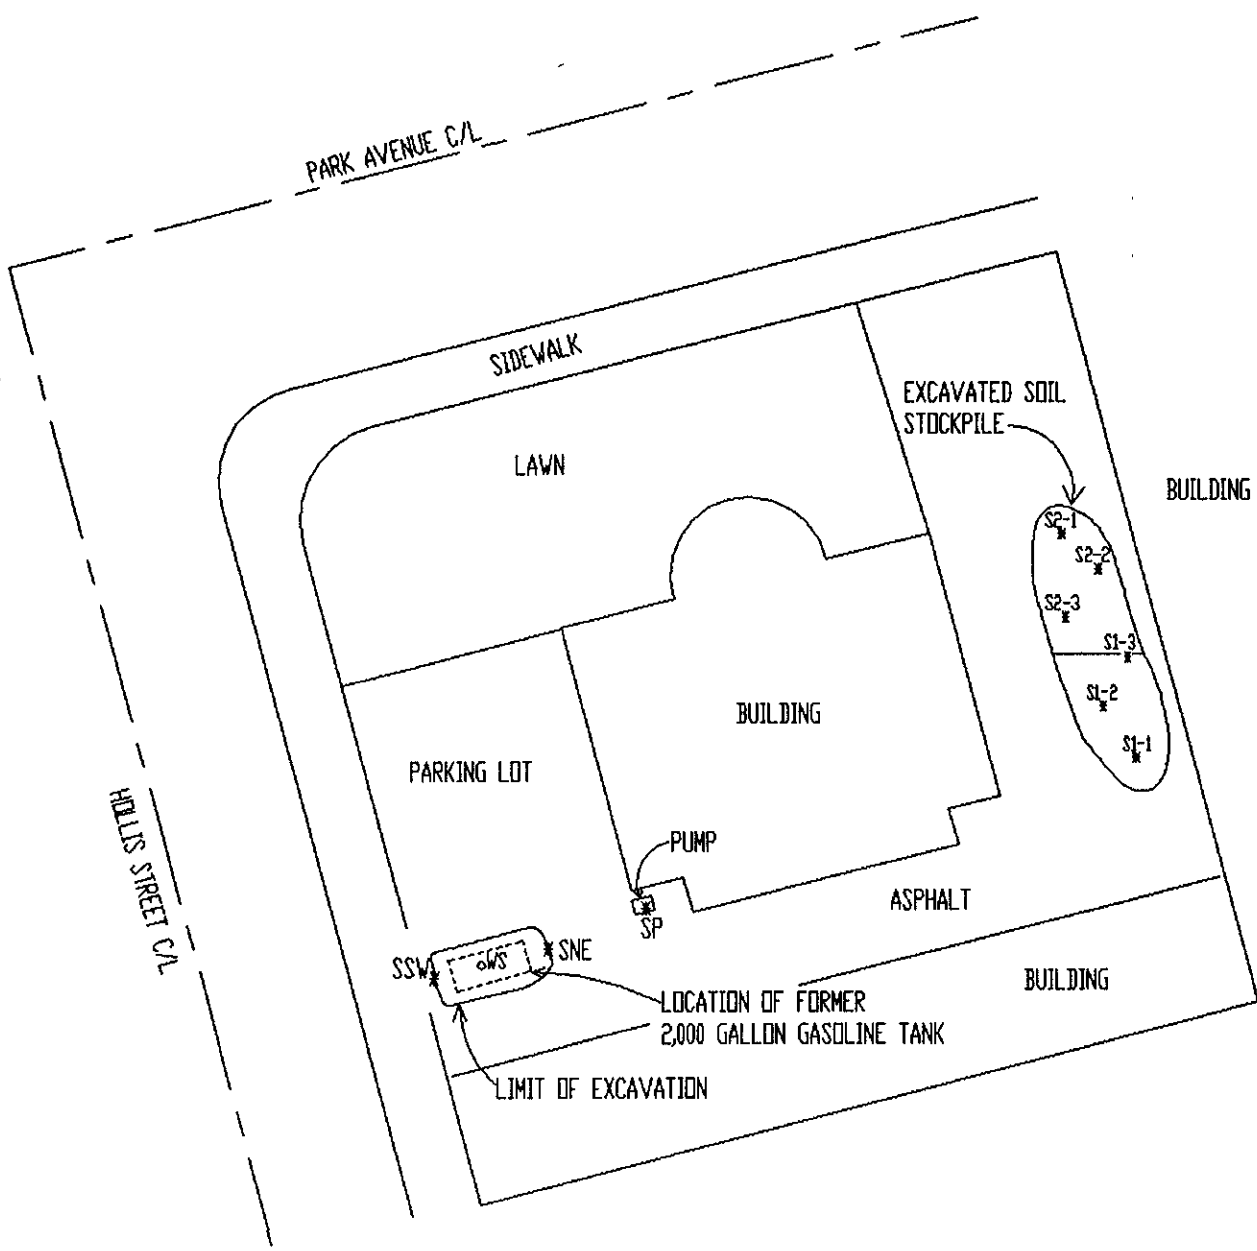 PARK AVENUE C/L
SIDEWALK
EXCAVATED SOIL
STOCKPILE
LAWN
BUILDING
S2-1
S2-2
S2-3
S1-3
S1-2
S1-1
BUILDING
PARKING LOT
HOLLIS STREET C/L
PUMP
SP
ASPHALT
SSW
WS
SNE
BUILDING
LOCATION OF FORMER
2,000 GALLON GASOLINE TANK
LIMIT OF EXCAVATION